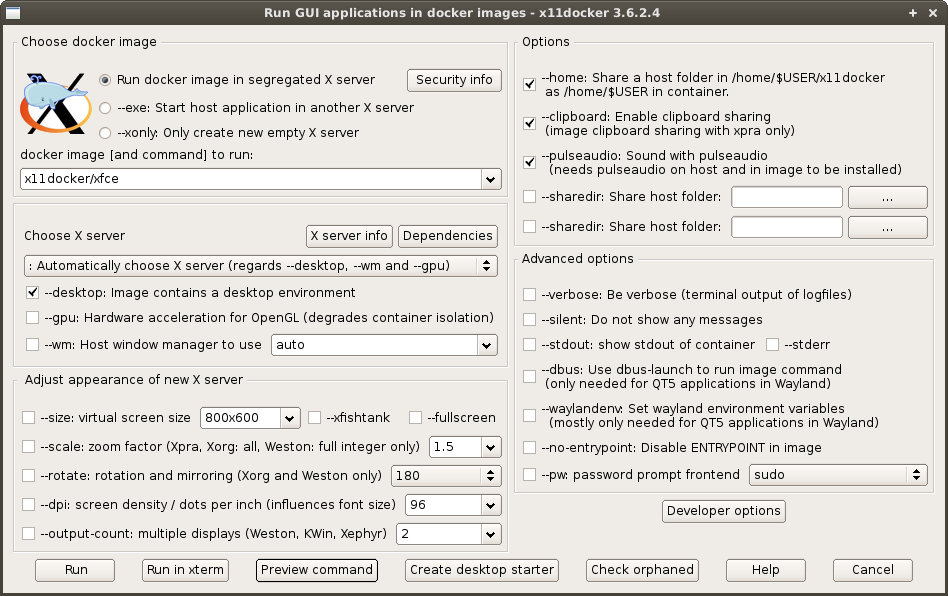 Run GUI applications in docker images - x11docker 3.6.2.4
Choose docker image
Run docker image in segregated X server
Security info
--exe: Start host application in another X server
--xonly: Only create new empty X server
docker image [and command] to run:
x11docker/xfce
Choose X server
X server info
Dependencies
: Automatically choose X server (regards --desktop, --wm and --gpu)
--desktop: Image contains a desktop environment
--gpu: Hardware acceleration for OpenGL (degrades container isolation)
--wm: Host window manager to use
auto
Adjust appearance of new X server
--size: virtual screen size
800x600
--xfishtank
--fullscreen
--scale: zoom factor (Xpra, Xorg: all, Weston: full integer only)
1.5
--rotate: rotation and mirroring (Xorg and Weston only)
180
--dpi: screen density / dots per inch (influences font size)
96
--output-count: multiple displays (Weston, KWin, Xephyr)
2
Options
--home: Share a host folder in /home/$USER/x11docker
as /home/$USER in container.
--clipboard: Enable clipboard sharing
(image clipboard sharing with xpra only)
--pulseaudio: Sound with pulseaudio
(needs pulseaudio on host and in image to be installed)
--sharedir: Share host folder:
...
--sharedir: Share host folder:
...
Advanced options
--verbose: Be verbose (terminal output of logfiles)
--silent: Do not show any messages
--stdout: show stdout of container
--stderr
--dbus: Use dbus-launch to run image command
(only needed for QT5 applications in Wayland)
--waylandenv: Set wayland environment variables
(mostly only needed for QT5 applications in Wayland)
--no-entrypoint: Disable ENTRYPOINT in image
--pw: password prompt frontend
sudo
Developer options
Run
Run in xterm
Preview command
Create desktop starter
Check orphaned
Help
Cancel